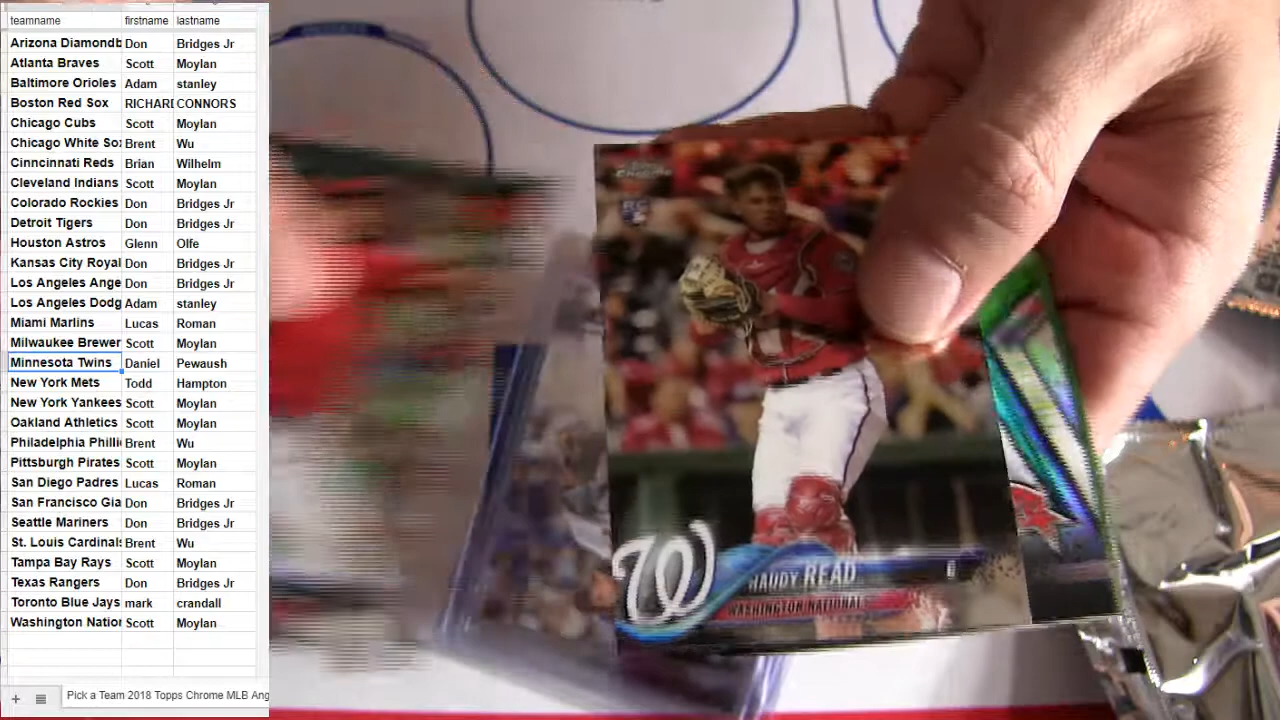 teamname firstname lastname
Arizona Diamondb Don Bridges Jr
Atlanta Braves Scott Moylan
Baltimore Orioles Adam stanley
Boston Red Sox RICHARD CONNORS
Chicago Cubs Scott Moylan
Chicago White Sox Brent Wu
Cinncinnati Reds Brian Wilhelm
Cleveland Indians Scott Moylan
Colorado Rockies Don Bridges Jr
Detroit Tigers Don Bridges Jr
Houston Astros Glenn Olfe
Kansas City Royal Don Bridges Jr
Los Angeles Ange Don Bridges Jr
Los Angeles Dodg Adam stanley
Miami Marlins Lucas Roman
Milwaukee Brewer Scott Moylan
Minnesota Twins Daniel Pewaush
New York Mets Todd Hampton
New York Yankees Scott Moylan
Oakland Athletics Scott Moylan
Philadelphia Philli Brent Wu
Pittsburgh Pirates Scott Moylan
San Diego Padres Lucas Roman
San Francisco Gia Don Bridges Jr
Seattle Mariners Don Bridges Jr
St. Louis Cardinals Brent Wu
Tampa Bay Rays Scott Moylan
Texas Rangers Don Bridges Jr
Toronto Blue Jays mark crandall
Washington Nation Scott Moylan
Pick a Team 2018 Topps Chrome MLB Ang
CHROME
RC
W
RAUDY READ
WASHINGTON NATIONALS